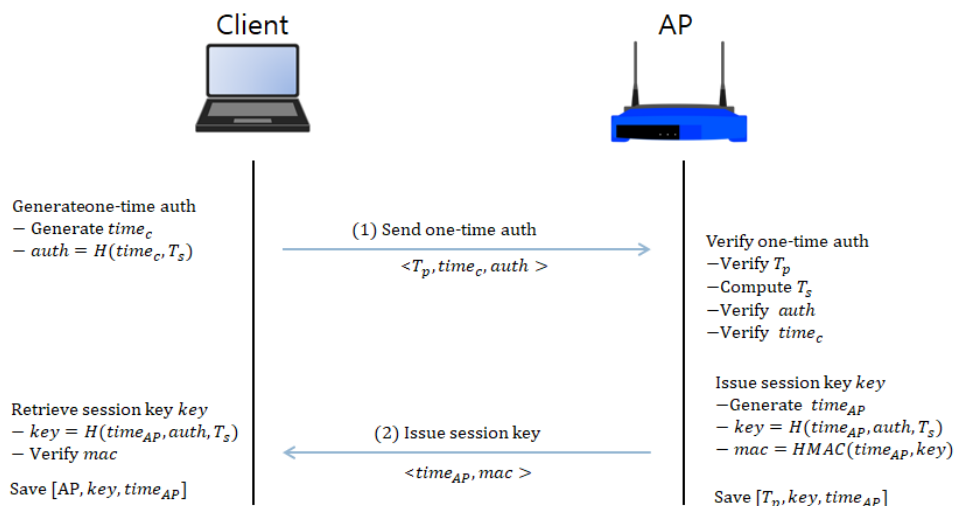 Client
AP
Generateone-time auth
− Generate time_c
− auth = H(time_c, T_s)
(1) Send one-time auth
<T_p, time_c, auth >
Verify one-time auth
−Verify T_p
−Compute T_s
−Verify auth
−Verify time_c
Issue session key key
−Generate time_AP
− key = H(time_AP, auth, T_s)
− mac = HMAC(time_AP, key)
Retrieve session key key
− key = H(time_AP, auth, T_s)
− Verify mac
(2) Issue session key
<time_AP, mac >
Save [AP, key, time_AP]
Save [T_p, key, time_AP]